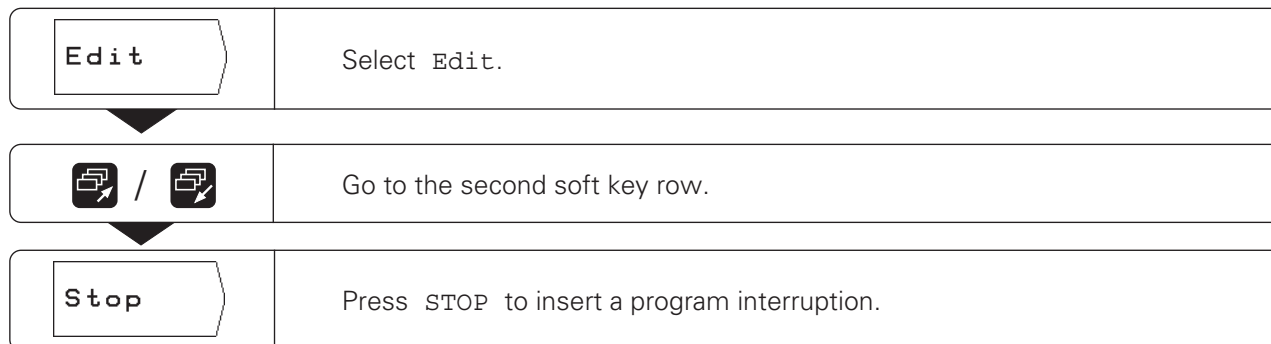 Edit
Select Edit.
/
Go to the second soft key row.
Stop
Press STOP to insert a program interruption.